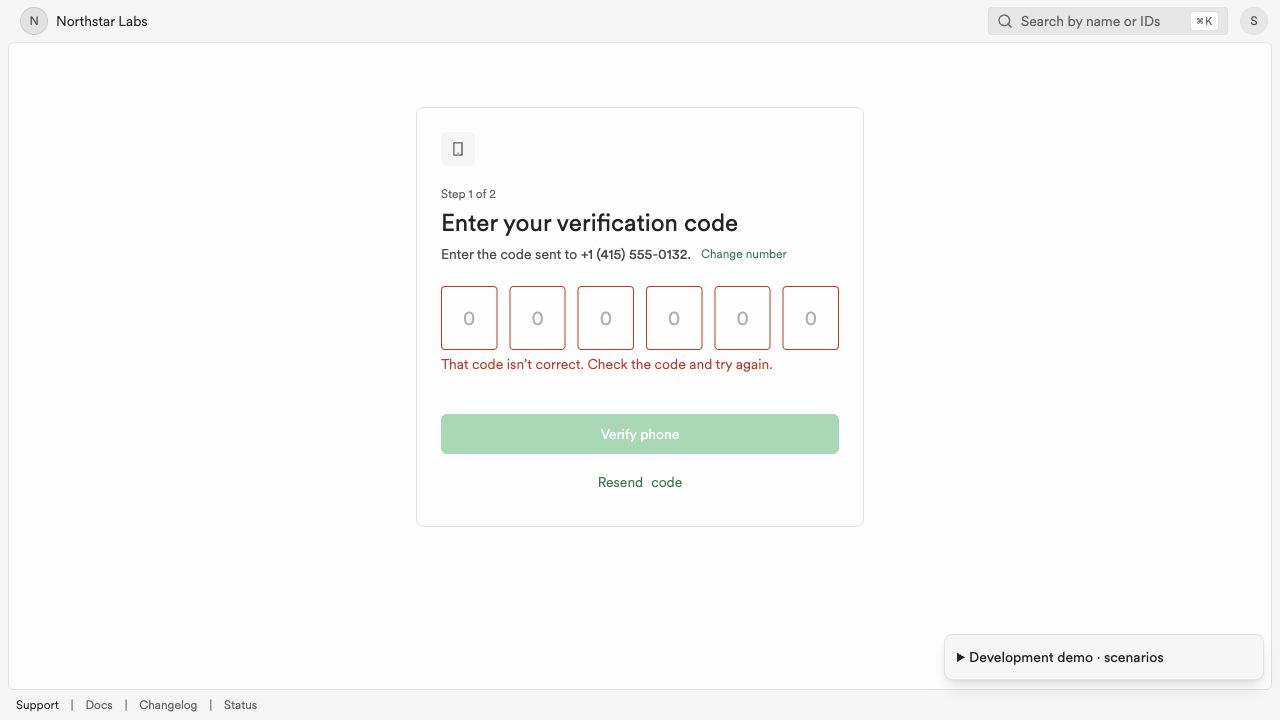 N Northstar Labs
Search by name or IDs ⌘K S
Step 1 of 2
Enter your verification code
Enter the code sent to +1 (415) 555-0132. Change number
0 0 0 0 0 0
That code isn't correct. Check the code and try again.
Verify phone
Resend code
Development demo · scenarios
Support | Docs | Changelog | Status